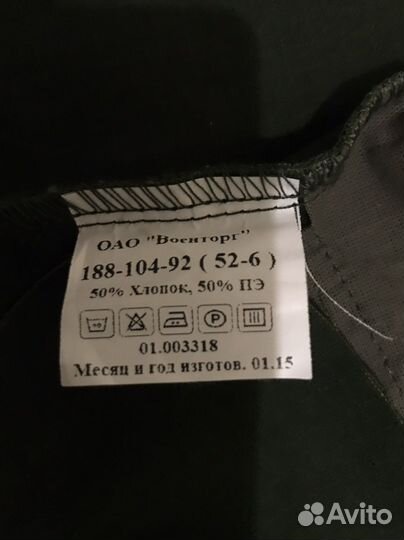 ОАО "Военторг"
188-104-92 ( 52-6 )
50% Хлопок, 50% ПЭ
P
01.003318
Месяц и год изготов. 01.15
Avito